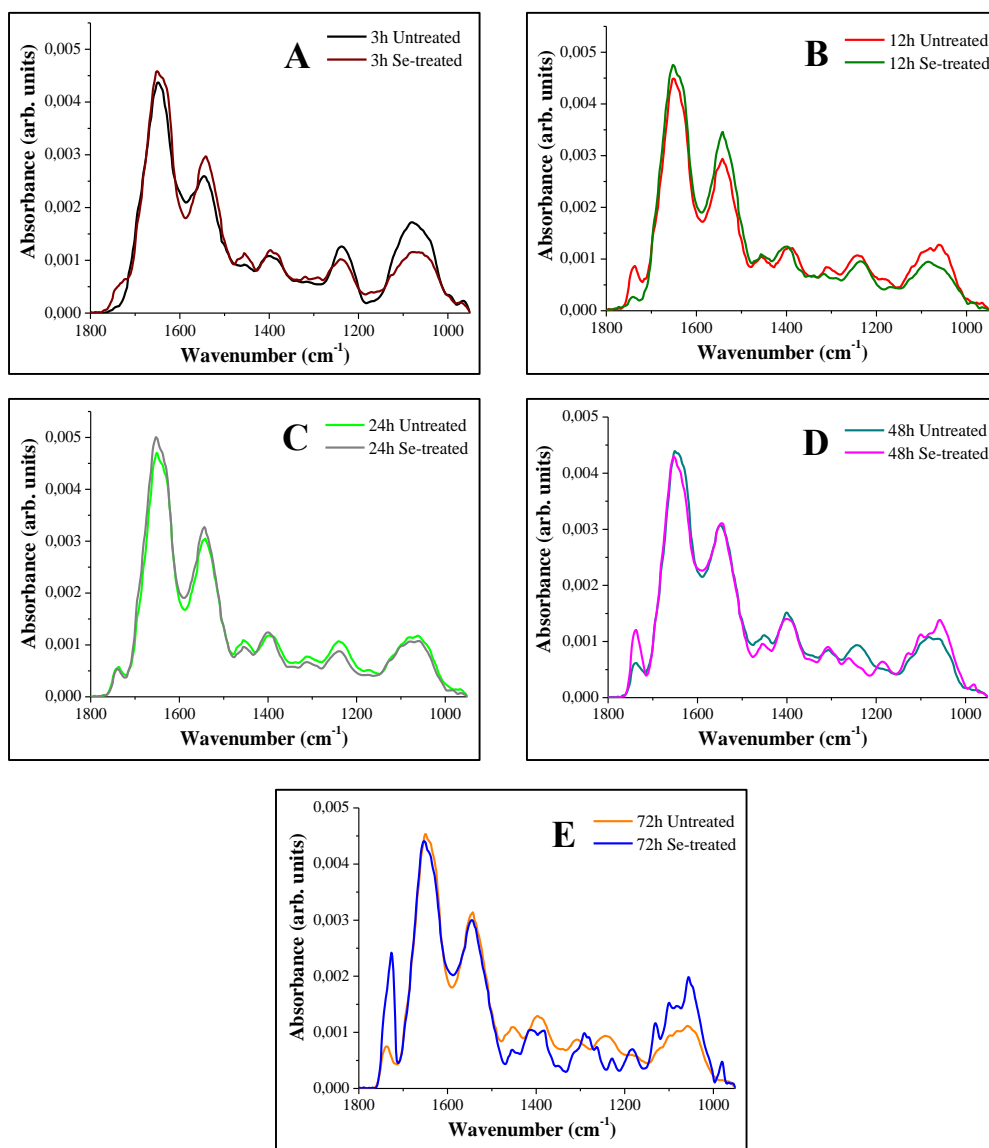 A
3h Untreated
3h Se-treated
0,005
0,004
0,003
0,002
0,001
0,000
Absorbance (arb. units)
1800 1600 1400 1200 1000
Wavenumber (cm⁻¹)
B
12h Untreated
12h Se-treated
0,005
0,004
0,003
0,002
0,001
0,000
Absorbance (arb. units)
1800 1600 1400 1200 1000
Wavenumber (cm⁻¹)
C
24h Untreated
24h Se-treated
0,005
0,004
0,003
0,002
0,001
0,000
Absorbance (arb. units)
1800 1600 1400 1200 1000
Wavenumber (cm⁻¹)
D
48h Untreated
48h Se-treated
0,005
0,004
0,003
0,002
0,001
0,000
Absorbance (arb. units)
1800 1600 1400 1200 1000
Wavenumber (cm⁻¹)
E
72h Untreated
72h Se-treated
0,005
0,004
0,003
0,002
0,001
0,000
Absorbance (arb. units)
1800 1600 1400 1200 1000
Wavenumber (cm⁻¹)